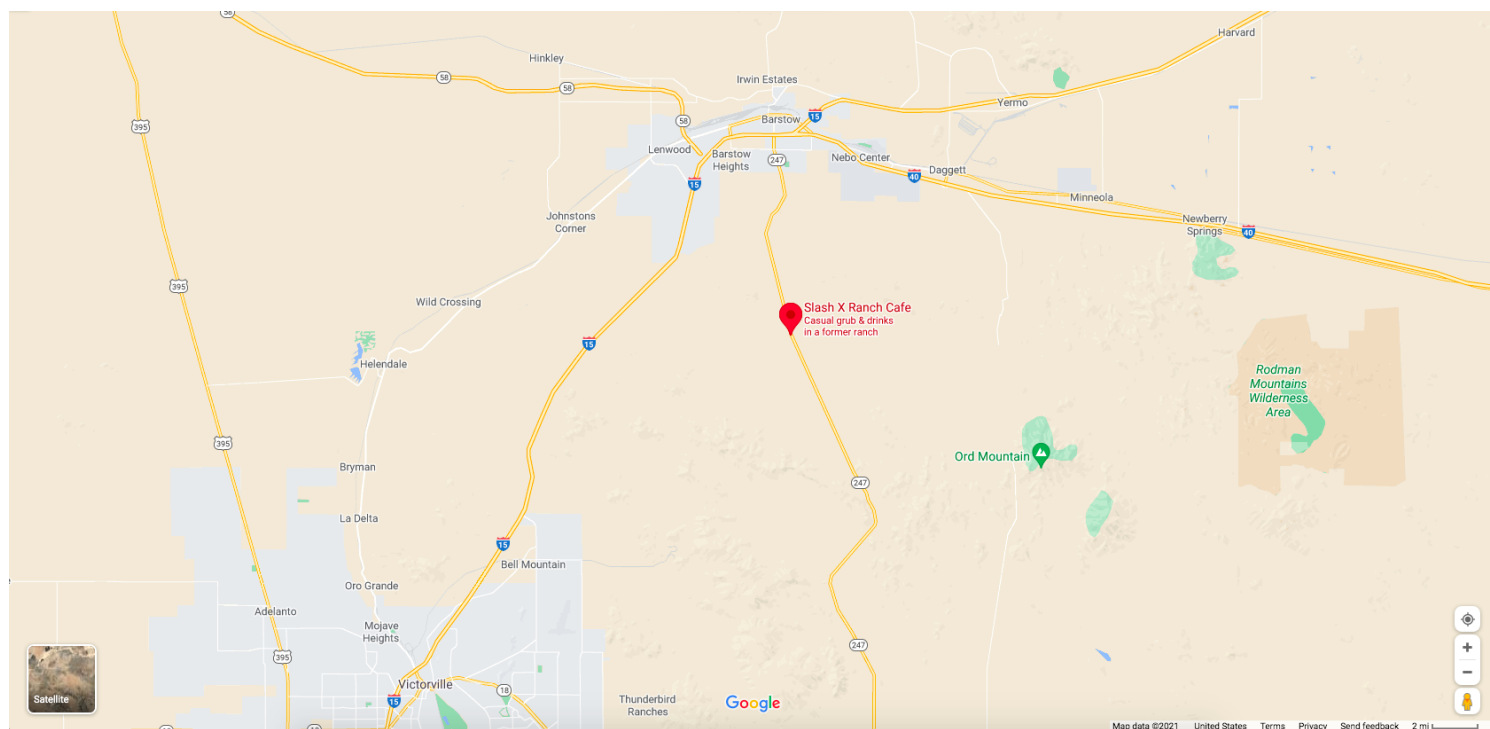 58
Harvard
Hinkley
58
Irwin Estates
58
Yermo
395
58
Barstow
15
Lenwood
Barstow
Heights
247
Nebo Center
Daggett
40
15
Minneola
Johnstons
Corner
Newberry
Springs
40
395
Wild Crossing
Slash X Ranch Cafe
Casual grub & drinks
in a former ranch
15
Helendale
Rodman
Mountains
Wilderness
Area
395
Ord Mountain
Bryman
247
La Delta
15
Bell Mountain
Oro Grande
Adelanto
Mojave
Heights
247
395
Satellite
Victorville
18
15
Thunderbird
Ranches
Google
Map data ©2021 United States Terms Privacy Send feedback 2 mi